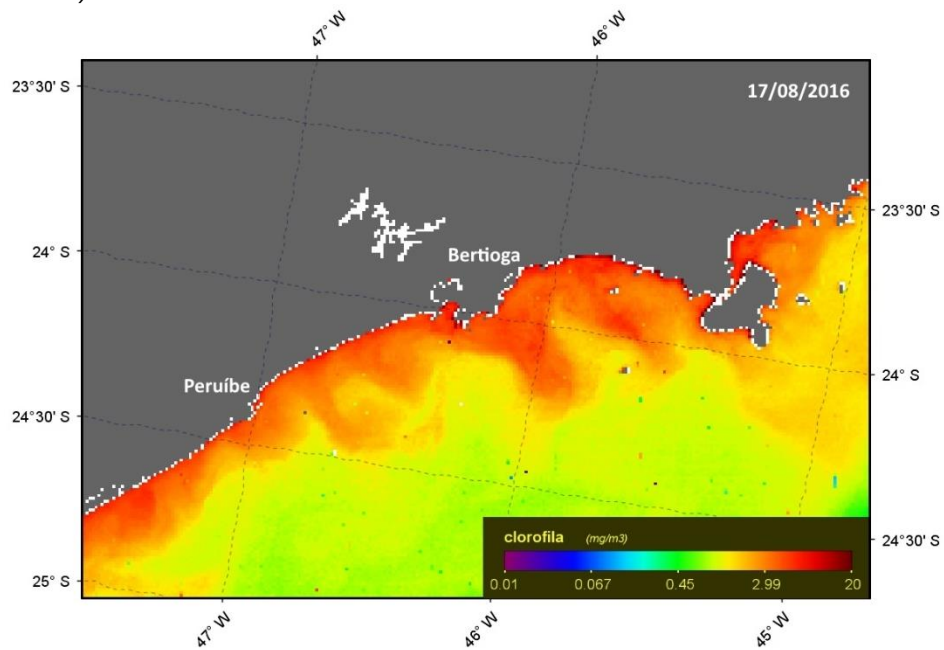 47° W
46° W
23°30' S
17/08/2016
23°30' S
24° S
Bertioga
Peruíbe
24° S
24°30' S
clorofila (mg/m3)
24°30' S
0.01 0.067 0.45 2.99 20
25° S
47° W
46° W
45° W